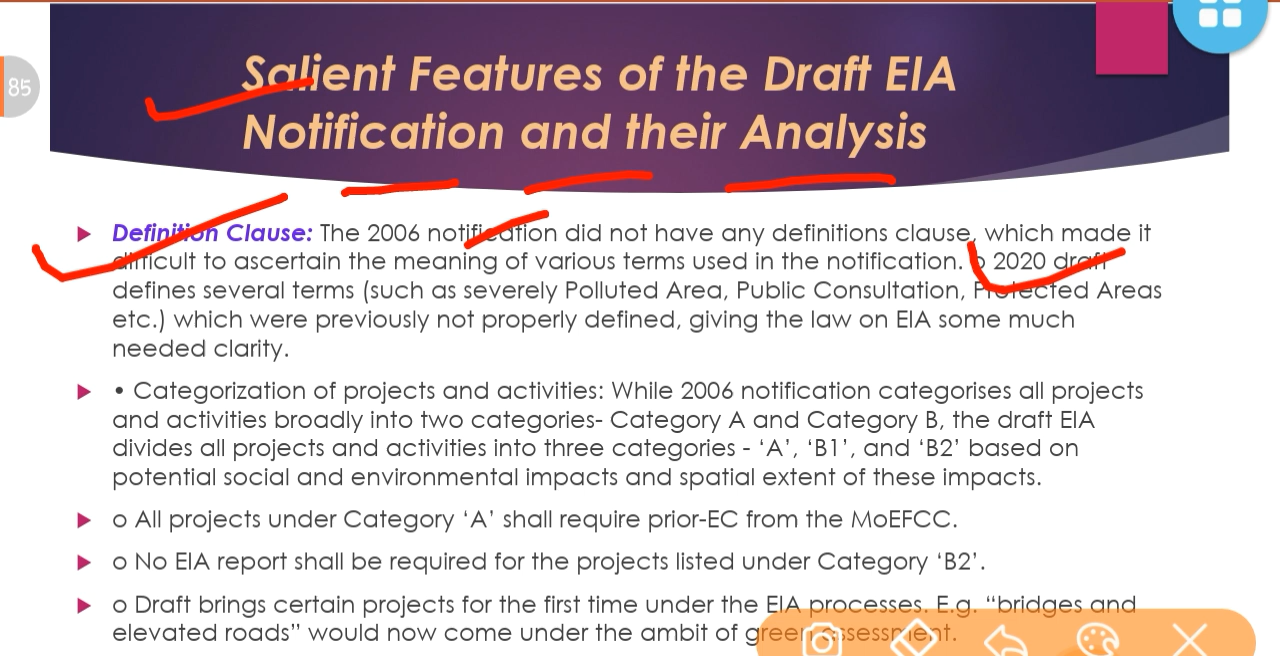 85
Salient Features of the Draft EIA
Notification and their Analysis
Definition Clause: The 2006 notification did not have any definitions clause, which made it
difficult to ascertain the meaning of various terms used in the notification. o 2020 draft
defines several terms (such as severely Polluted Area, Public Consultation, Protected Areas
etc.) which were previously not properly defined, giving the law on EIA some much
needed clarity.
• Categorization of projects and activities: While 2006 notification categorises all projects
and activities broadly into two categories- Category A and Category B, the draft EIA
divides all projects and activities into three categories - ‘A’, ‘B1’, and ‘B2’ based on
potential social and environmental impacts and spatial extent of these impacts.
o All projects under Category ‘A’ shall require prior-EC from the MoEFCC.
o No EIA report shall be required for the projects listed under Category ‘B2’.
o Draft brings certain projects for the first time under the EIA processes. E.g. “bridges and
elevated roads” would now come under the ambit of green assessment.